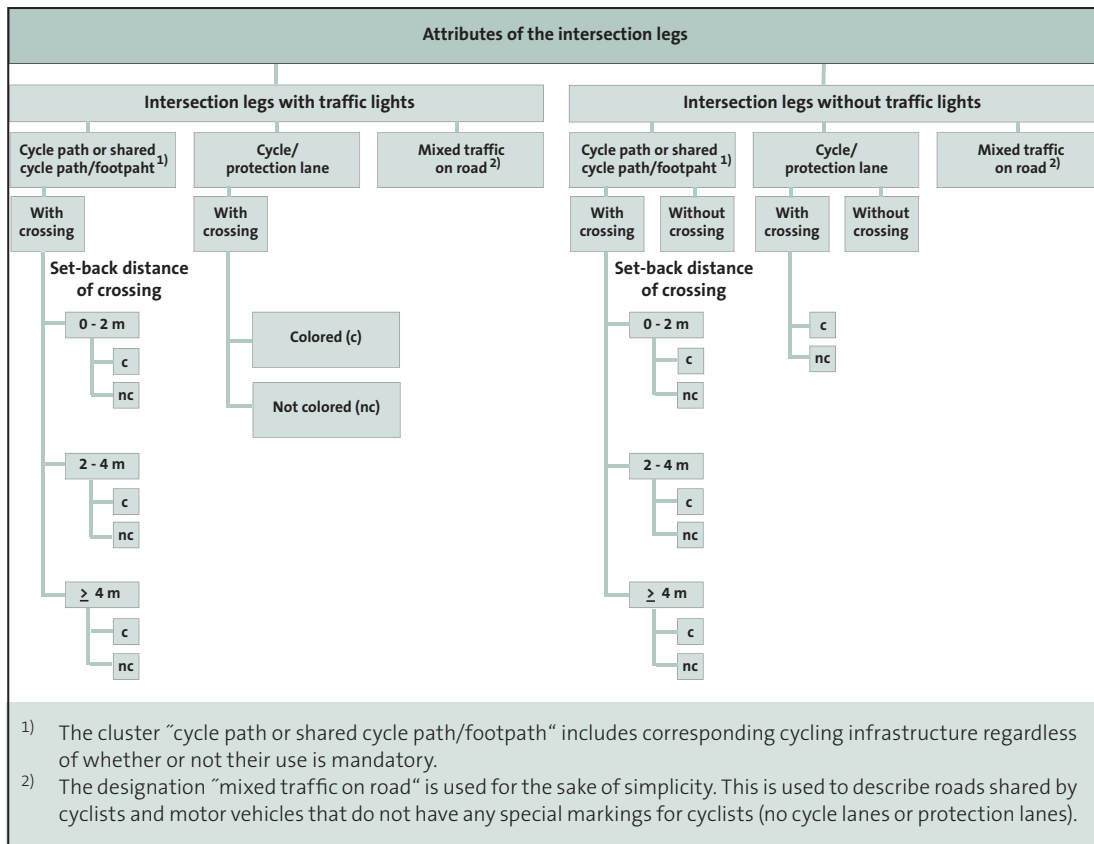 Attributes of the intersection legs
Intersection legs with traffic lights
Intersection legs without traffic lights
Cycle path or shared
cycle path/footpaht 1)
Cycle/
protection lane
Mixed traffic
on road 2)
Cycle path or shared
cycle path/footpaht 1)
Cycle/
protection lane
Mixed traffic
on road 2)
With
crossing
With
crossing
With
crossing
Without
crossing
With
crossing
Without
crossing
Set-back distance
of crossing
0 - 2 m
c
nc
2 - 4 m
c
nc
≥ 4 m
c
nc
Colored (c)
Not colored (nc)
Set-back distance
of crossing
0 - 2 m
c
nc
2 - 4 m
c
nc
≥ 4 m
c
nc
c
nc
1) The cluster ˝cycle path or shared cycle path/footpath“ includes corresponding cycling infrastructure regardless
of whether or not their use is mandatory.
2) The designation ˝mixed traffic on road“ is used for the sake of simplicity. This is used to describe roads shared by
cyclists and motor vehicles that do not have any special markings for cyclists (no cycle lanes or protection lanes).